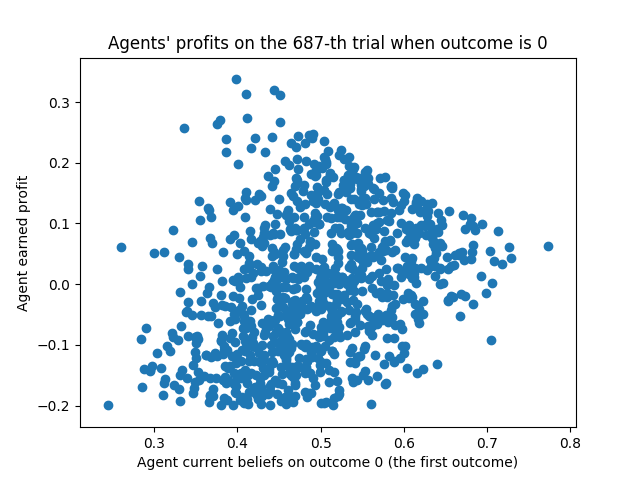 Agents' profits on the 687-th trial when outcome is 0
0.3
0.2
0.1
0.0
−0.1
−0.2
Agent earned profit
0.3 0.4 0.5 0.6 0.7 0.8
Agent current beliefs on outcome 0 (the first outcome)